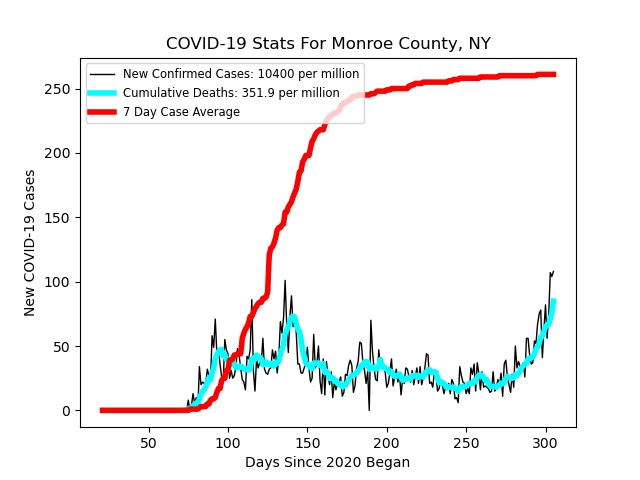 COVID-19 Stats For Monroe County, NY
New Confirmed Cases: 10400 per million
Cumulative Deaths: 351.9 per million
7 Day Case Average
New COVID-19 Cases
250
200
150
100
50
0
50 100 150 200 250 300
Days Since 2020 Began